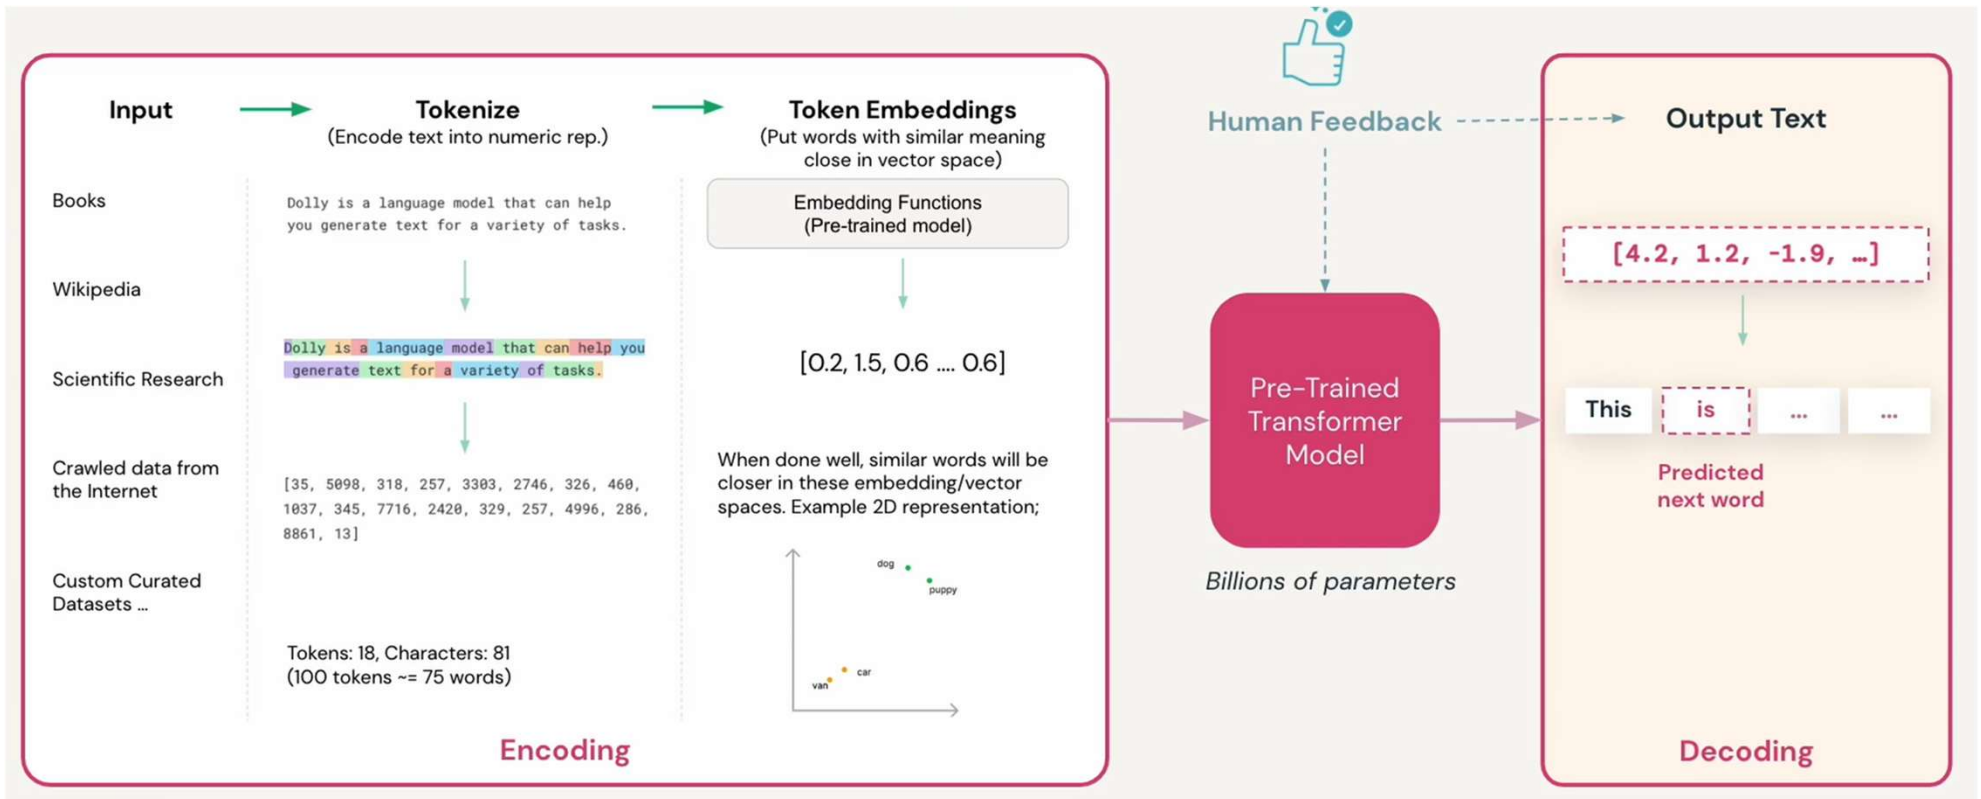 Input
Tokenize
(Encode text into numeric rep.)
Token Embeddings
(Put words with similar meaning
close in vector space)
Books
Wikipedia
Scientific Research
Crawled data from
the Internet
Custom Curated
Datasets ...
Dolly is a language model that can help
you generate text for a variety of tasks.
Dolly is a language model that can help you
generate text for a variety of tasks.
[35, 5098, 318, 257, 3303, 2746, 326, 460,
1037, 345, 7716, 2420, 329, 257, 4996, 286,
8861, 13]
Tokens: 18, Characters: 81
(100 tokens ~= 75 words)
Embedding Functions
(Pre-trained model)
[0.2, 1.5, 0.6 .... 0.6]
When done well, similar words will be
closer in these embedding/vector
spaces. Example 2D representation;
dog
puppy
car
van
Encoding
Human Feedback
Pre-Trained
Transformer
Model
Billions of parameters
Output Text
[4.2, 1.2, -1.9, …]
This is ... ...
Predicted
next word
Decoding